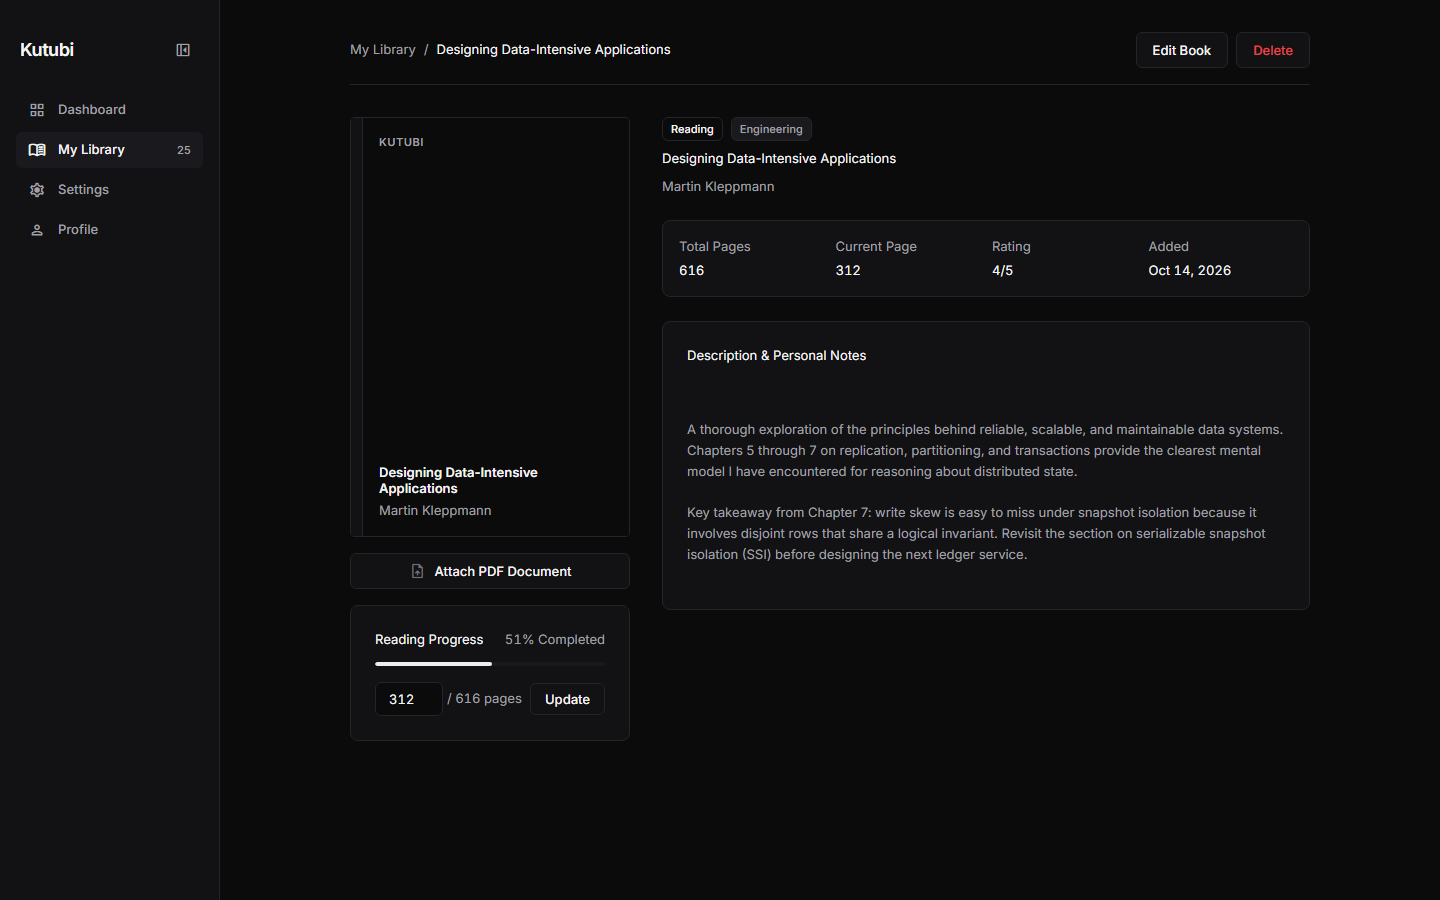 Kutubi
Dashboard
My Library 25
Settings
Profile
My Library / Designing Data-Intensive Applications
Edit Book
Delete
KUTUBI
Designing Data-Intensive
Applications
Martin Kleppmann
Attach PDF Document
Reading Progress 51% Completed
312 / 616 pages Update
Reading Engineering
Designing Data-Intensive Applications
Martin Kleppmann
Total Pages Current Page Rating Added
616 312 4/5 Oct 14, 2026
Description & Personal Notes
A thorough exploration of the principles behind reliable, scalable, and maintainable data systems.
Chapters 5 through 7 on replication, partitioning, and transactions provide the clearest mental
model I have encountered for reasoning about distributed state.
Key takeaway from Chapter 7: write skew is easy to miss under snapshot isolation because it
involves disjoint rows that share a logical invariant. Revisit the section on serializable snapshot
isolation (SSI) before designing the next ledger service.